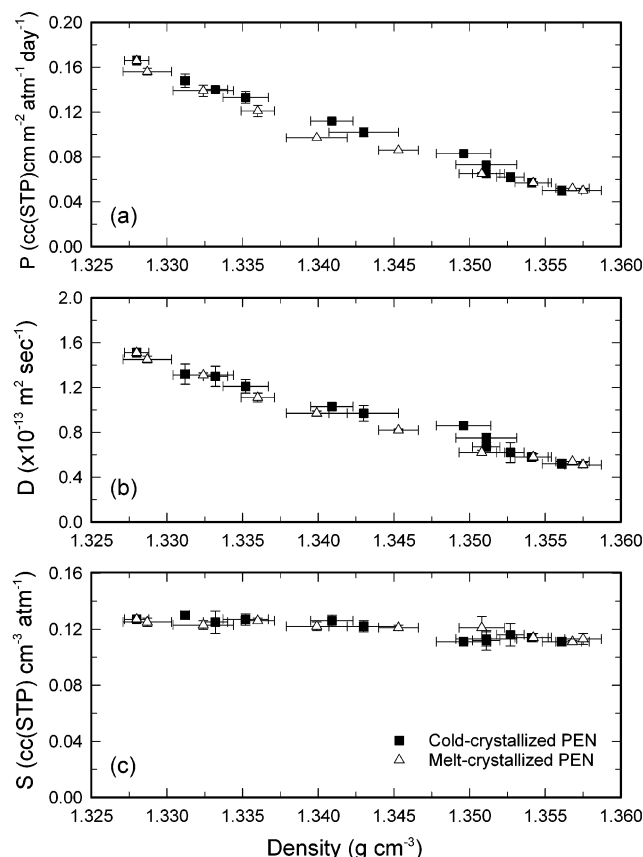 0.20
0.16
0.12
0.08
0.04
0.00
P (cc(STP)cm m⁻² atm⁻¹ day⁻¹)
(a)
1.325 1.330 1.335 1.340 1.345 1.350 1.355 1.360
2.0
1.6
1.2
0.8
0.4
0.0
D (x10⁻¹³ m² sec⁻¹)
(b)
1.325 1.330 1.335 1.340 1.345 1.350 1.355 1.360
0.16
0.12
0.08
0.04
0.00
S (cc(STP) cm⁻³ atm⁻¹)
Cold-crystallized PEN
Melt-crystallized PEN
(c)
1.325 1.330 1.335 1.340 1.345 1.350 1.355 1.360
Density (g cm⁻³)